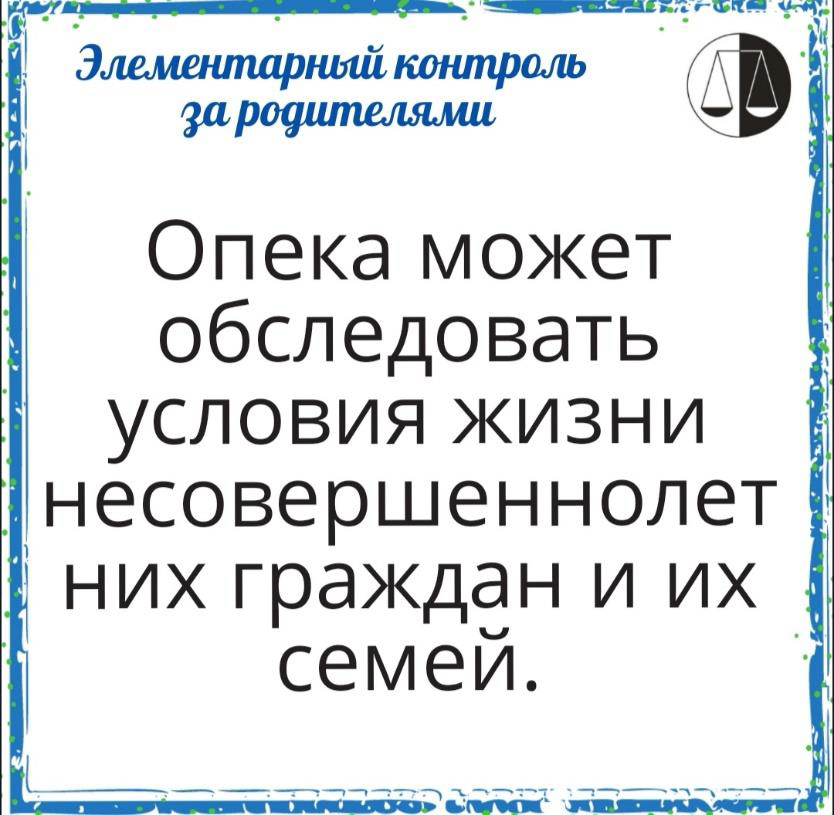 Элементарный контроль
за родителями
Опека может
обследовать
условия жизни
несовершеннолет
них граждан и их
семей.